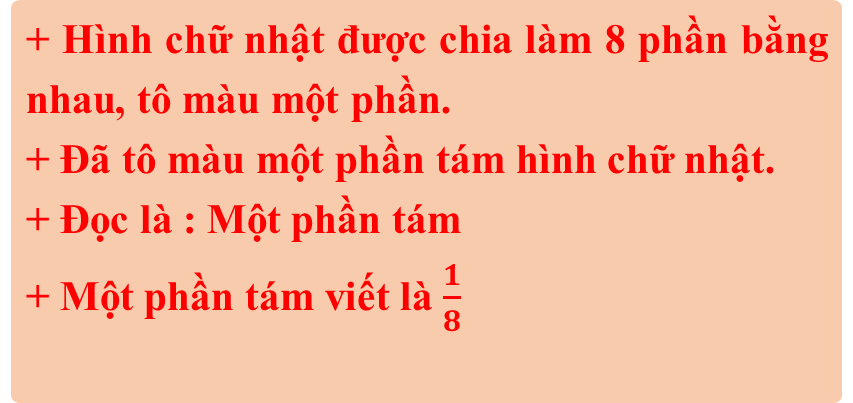 + Hình chữ nhật được chia làm 8 phần bằng
nhau, tô màu một phần.
+ Đã tô màu một phần tám hình chữ nhật.
+ Đọc là : Một phần tám
+ Một phần tám viết là 1/8